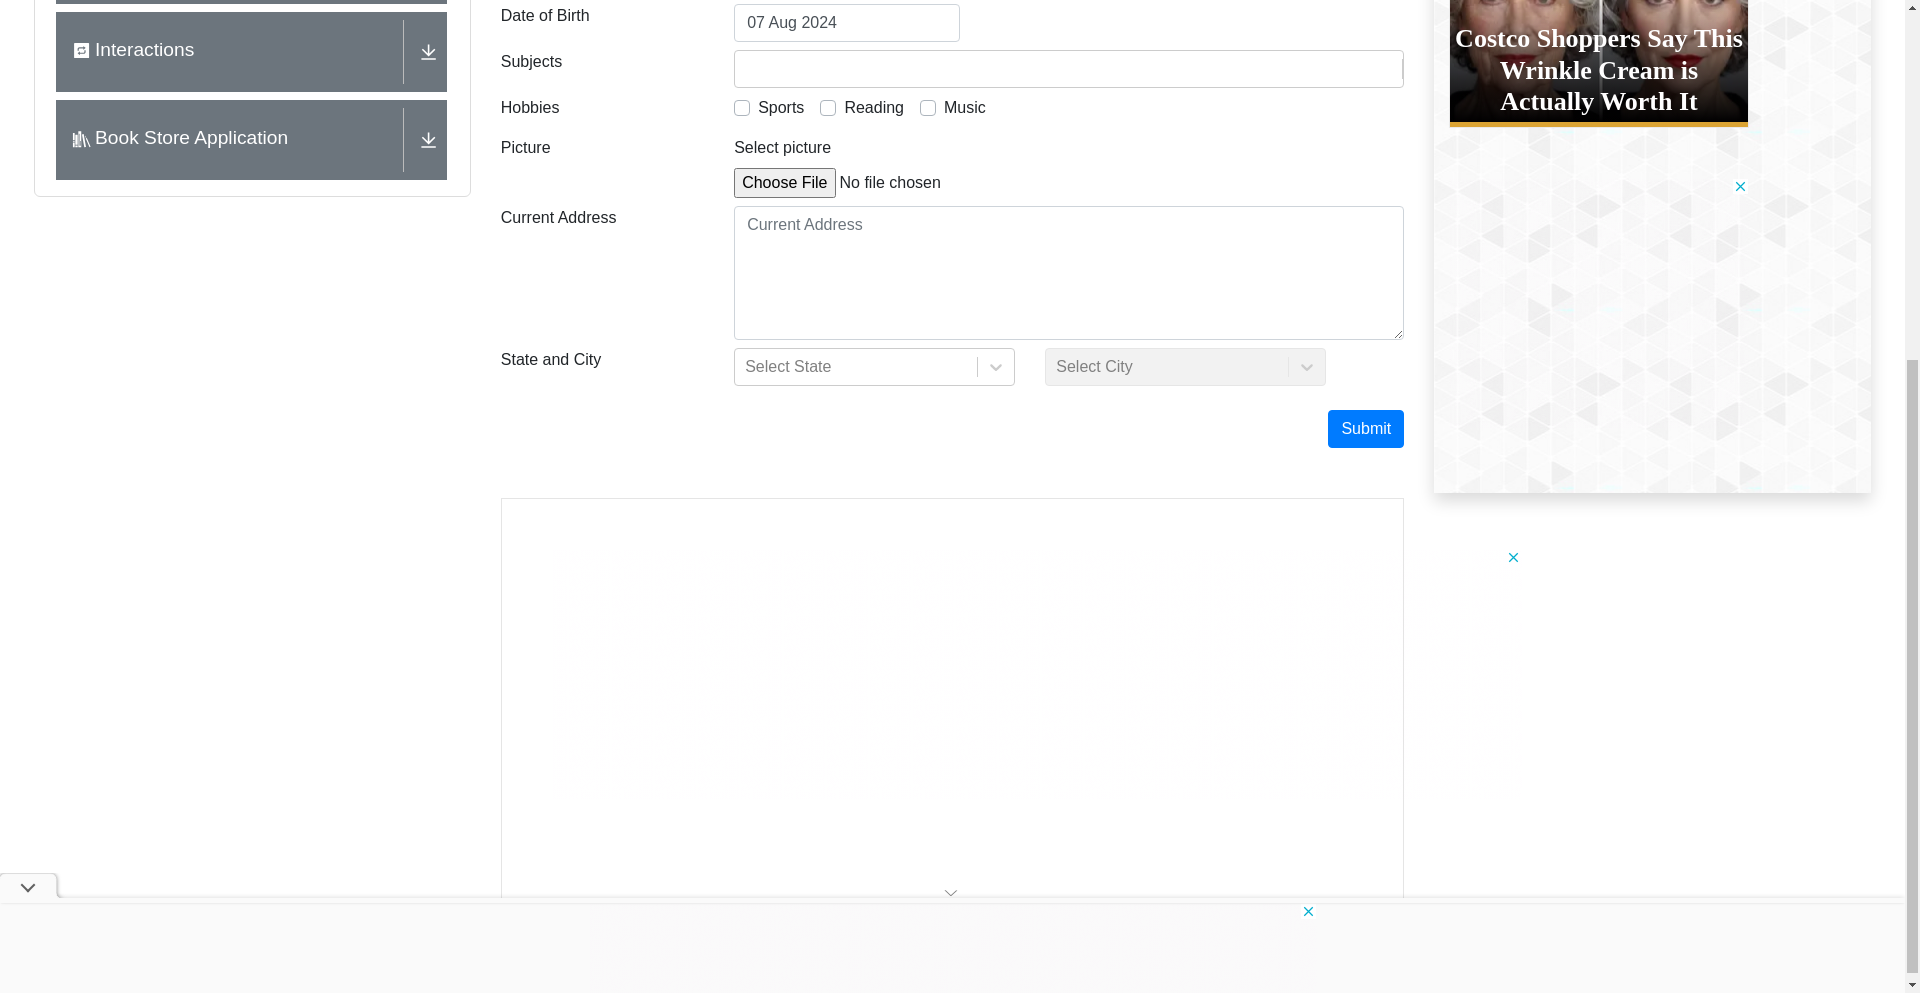 Interactions
Book Store Application
Date of Birth
07 Aug 2024
Subjects
Hobbies
Sports
Reading
Music
Picture
Select picture
Choose File
No file chosen
Current Address
Current Address
State and City
Select State
Select City
Submit
Costco Shoppers Say This
Wrinkle Cream is
Actually Worth It